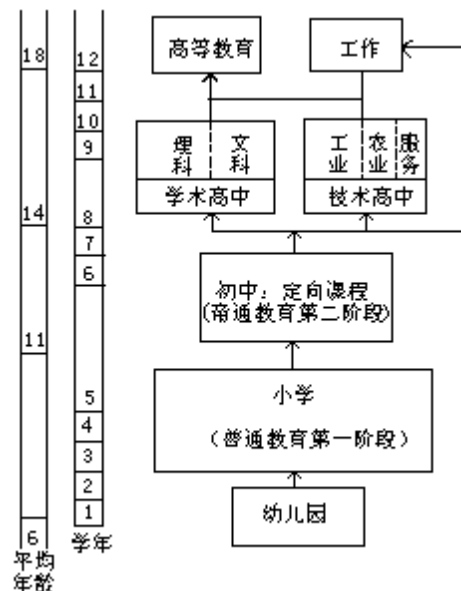 18
14
11
6
平均
年龄
12
11
10
9
8
7
6
5
4
3
2
1
学年
高等教育
工作
理科
文科
学术高中
工业
农业
服务
技术高中
初中：定向课程
(帝通教育第二阶段)
小学
（普通教育第一阶段）
幼儿园